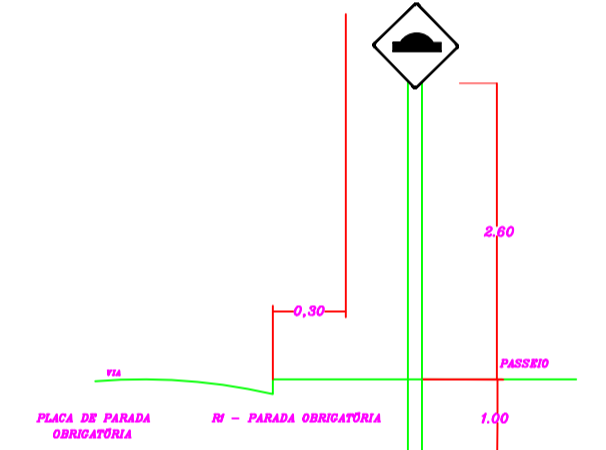 2.60
0,30
PASSEIO
VIA
PLACA DE PARADA
OBRIGATÓRIA
R1 - PARADA OBRIGATÓRIA
1.00